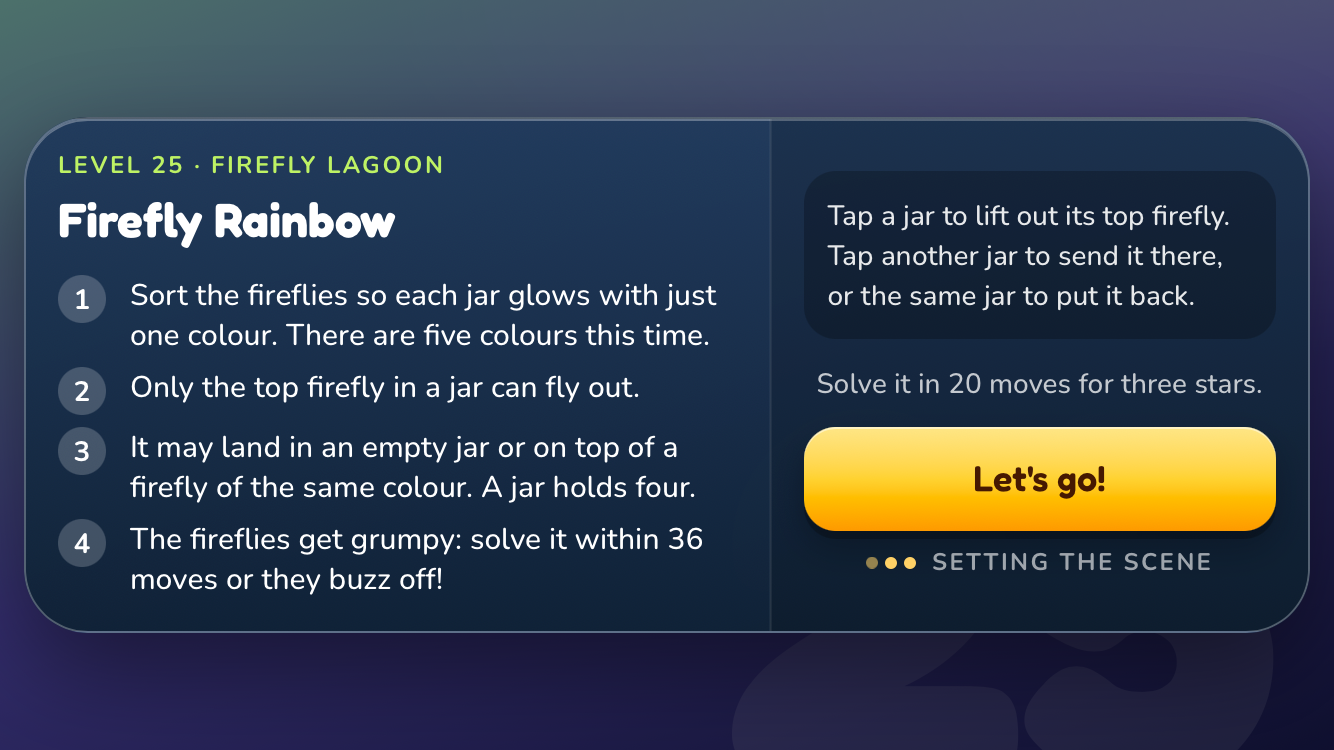 LEVEL 25 · FIREFLY LAGOON
Firefly Rainbow
1 Sort the fireflies so each jar glows with just
one colour. There are five colours this time.
2 Only the top firefly in a jar can fly out.
3 It may land in an empty jar or on top of a
firefly of the same colour. A jar holds four.
4 The fireflies get grumpy: solve it within 36
moves or they buzz off!
Tap a jar to lift out its top firefly.
Tap another jar to send it there,
or the same jar to put it back.
Solve it in 20 moves for three stars.
Let's go!
SETTING THE SCENE
25